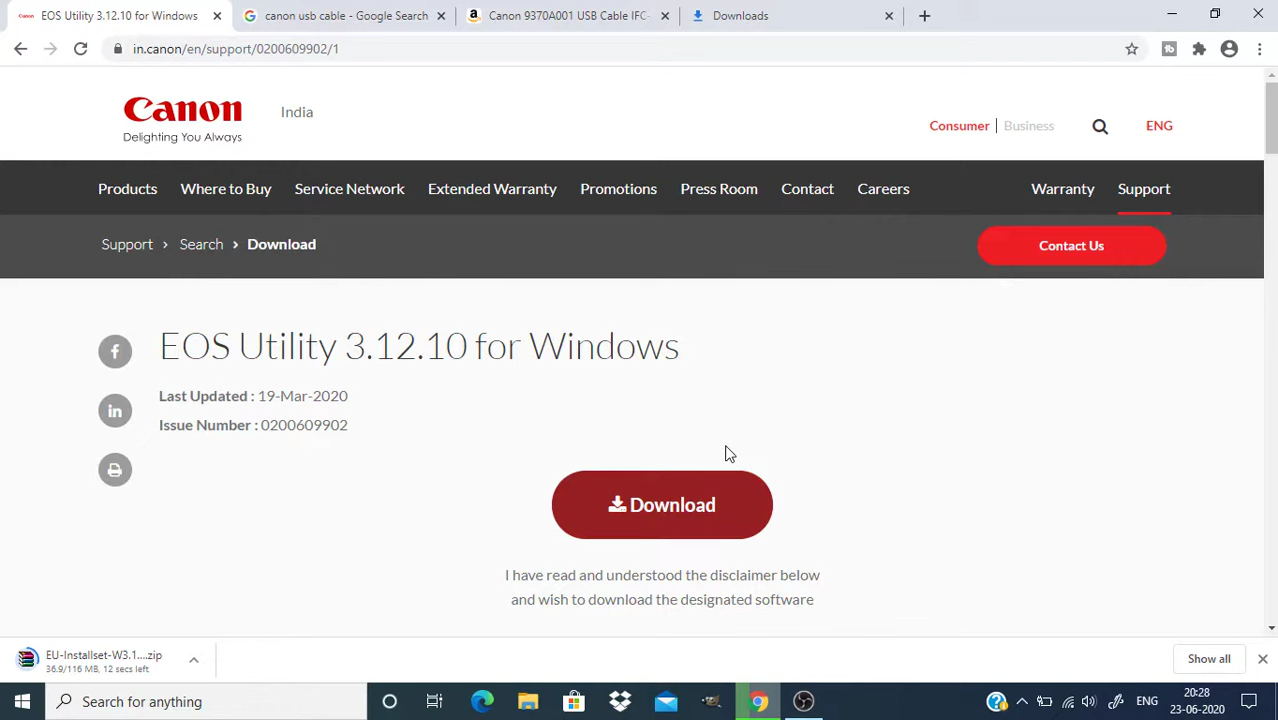 EOS Utility 3.12.10 for Windows
canon usb cable - Google Search
Canon 9370A001 USB Cable IFC-
Downloads
in.canon/en/support/0200609902/1
Canon
Delighting You Always
India
Consumer | Business
ENG
Products
Where to Buy
Service Network
Extended Warranty
Promotions
Press Room
Contact
Careers
Warranty
Support
Support > Search > Download
Contact Us
EOS Utility 3.12.10 for Windows
Last Updated : 19-Mar-2020
Issue Number : 0200609902
Download
I have read and understood the disclaimer below
and wish to download the designated software
EU-Installset-W3.1....zip
36.9/116 MB, 12 secs left
Show all
Search for anything
ENG
20:28
23-06-2020